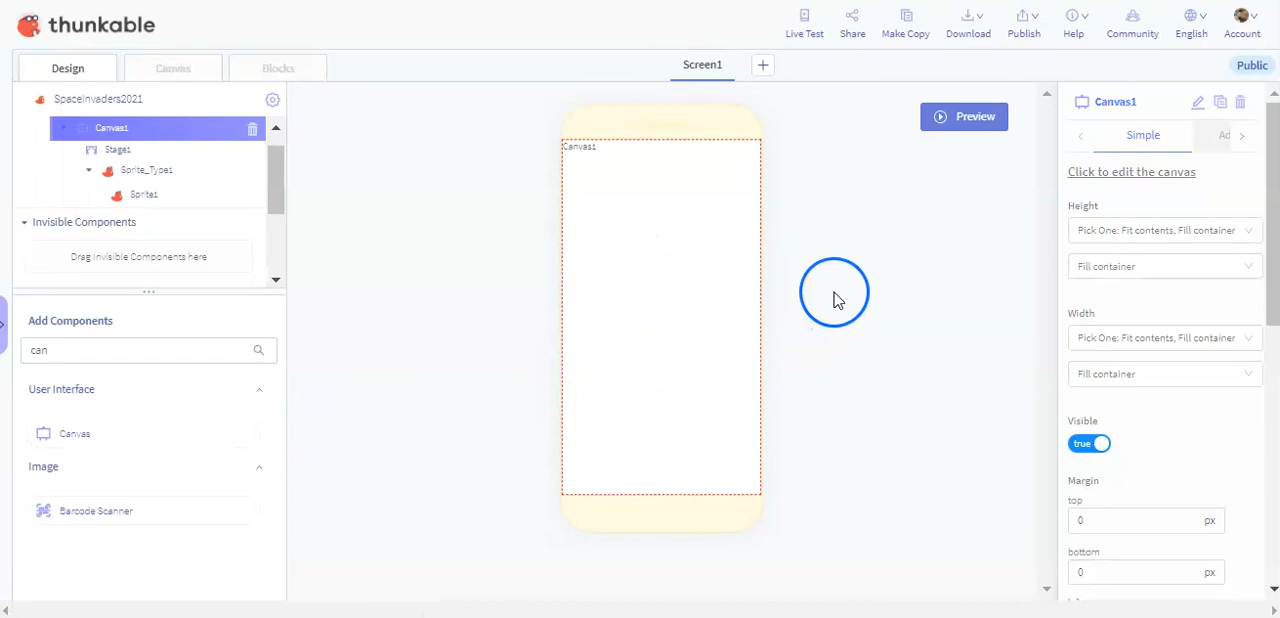 thunkable
Live Test
Share
Make Copy
Download
Publish
Help
Community
English
Account
Design
Canvas
Blocks
Screen1
Public
SpaceInvaders2021
Canvas1
Stage1
Sprite_Type1
Sprite1
Invisible Components
Drag Invisible Components here
Add Components
can
User Interface
Canvas
Image
Barcode Scanner
Canvas1
Preview
Canvas1
Simple
Ad
Click to edit the canvas
Height
Pick One: Fit contents, Fill container
Fill container
Width
Pick One: Fit contents, Fill container
Fill container
Visible
true
Margin
top
0 px
bottom
0 px